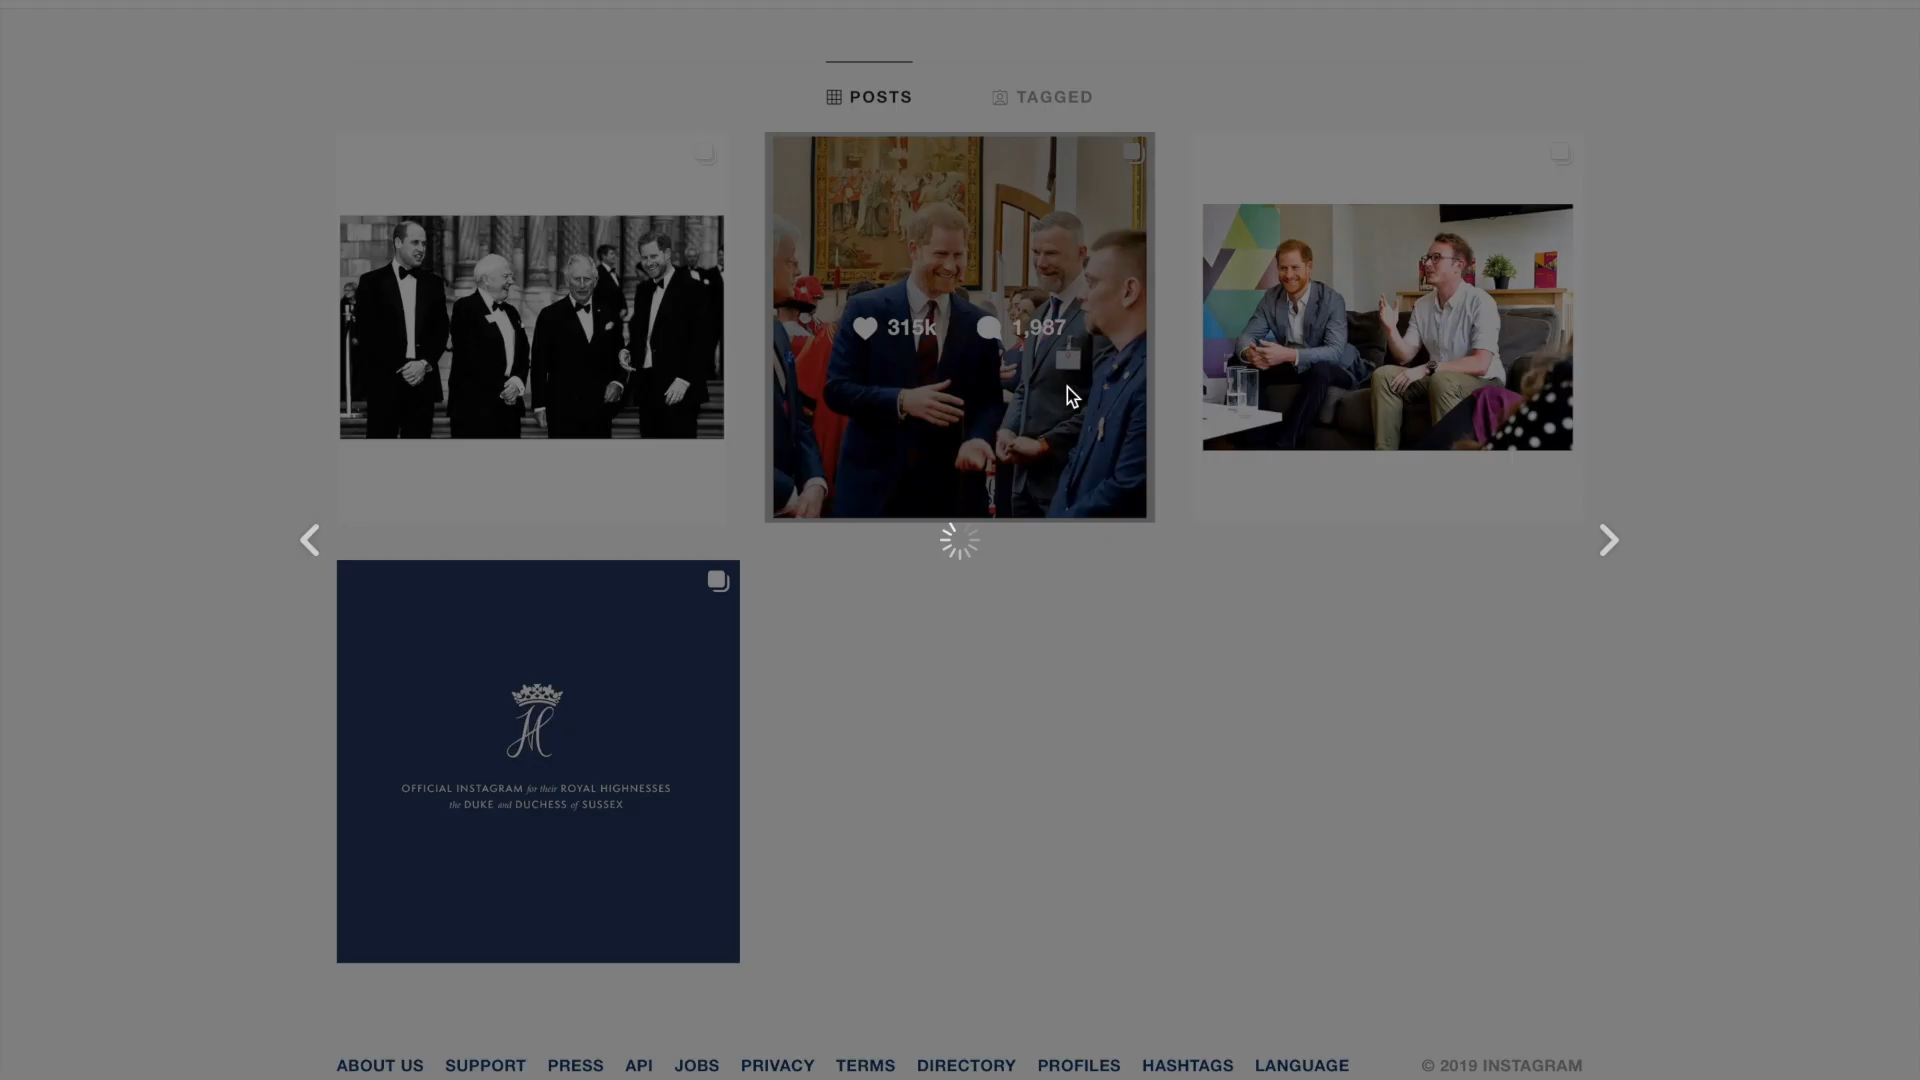 POSTS
TAGGED
315k 1,987
OFFICIAL INSTAGRAM for their ROYAL HIGHNESSES
the DUKE and DUCHESS of SUSSEX
ABOUT US SUPPORT PRESS API JOBS PRIVACY TERMS DIRECTORY PROFILES HASHTAGS LANGUAGE © 2019 INSTAGRAM